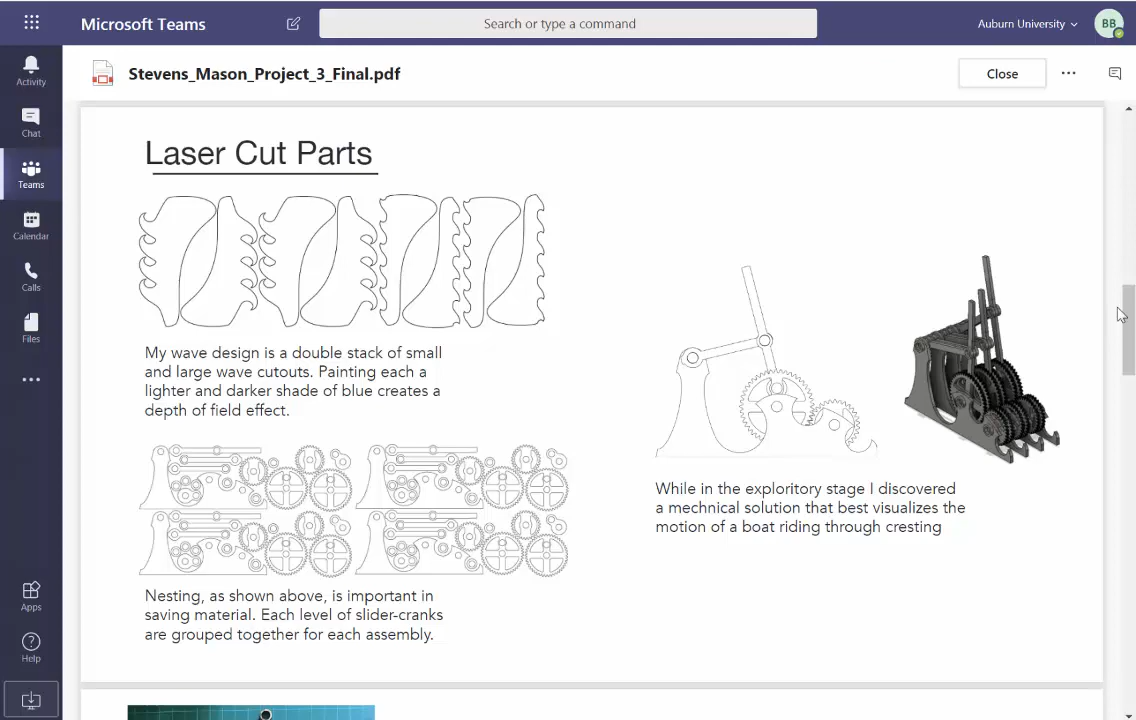 Microsoft Teams
Search or type a command
Auburn University
BB
Activity
Chat
Teams
Calendar
Calls
Files
Apps
Help
Stevens_Mason_Project_3_Final.pdf
Close
Laser Cut Parts
My wave design is a double stack of small
and large wave cutouts. Painting each a
lighter and darker shade of blue creates a
depth of field effect.
Nesting, as shown above, is important in
saving material. Each level of slider-cranks
are grouped together for each assembly.
While in the exploritory stage I discovered
a mechnical solution that best visualizes the
motion of a boat riding through cresting